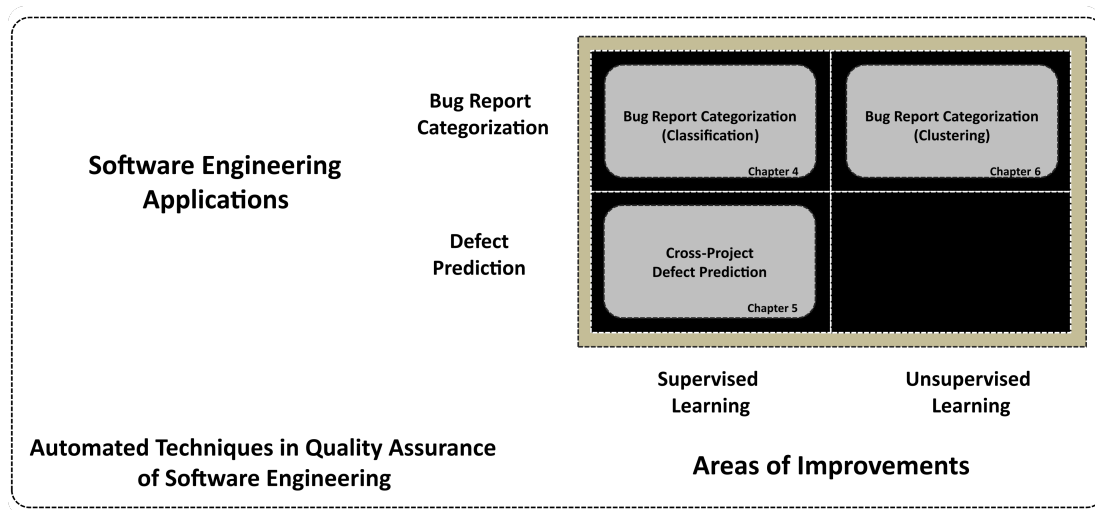 Bug Report
Categorization
Bug Report Categorization
(Classification)
Chapter 4
Bug Report Categorization
(Clustering)
Chapter 6
Software Engineering
Applications
Defect
Prediction
Cross-Project
Defect Prediction
Chapter 5
Supervised
Learning
Unsupervised
Learning
Automated Techniques in Quality Assurance
of Software Engineering
Areas of Improvements